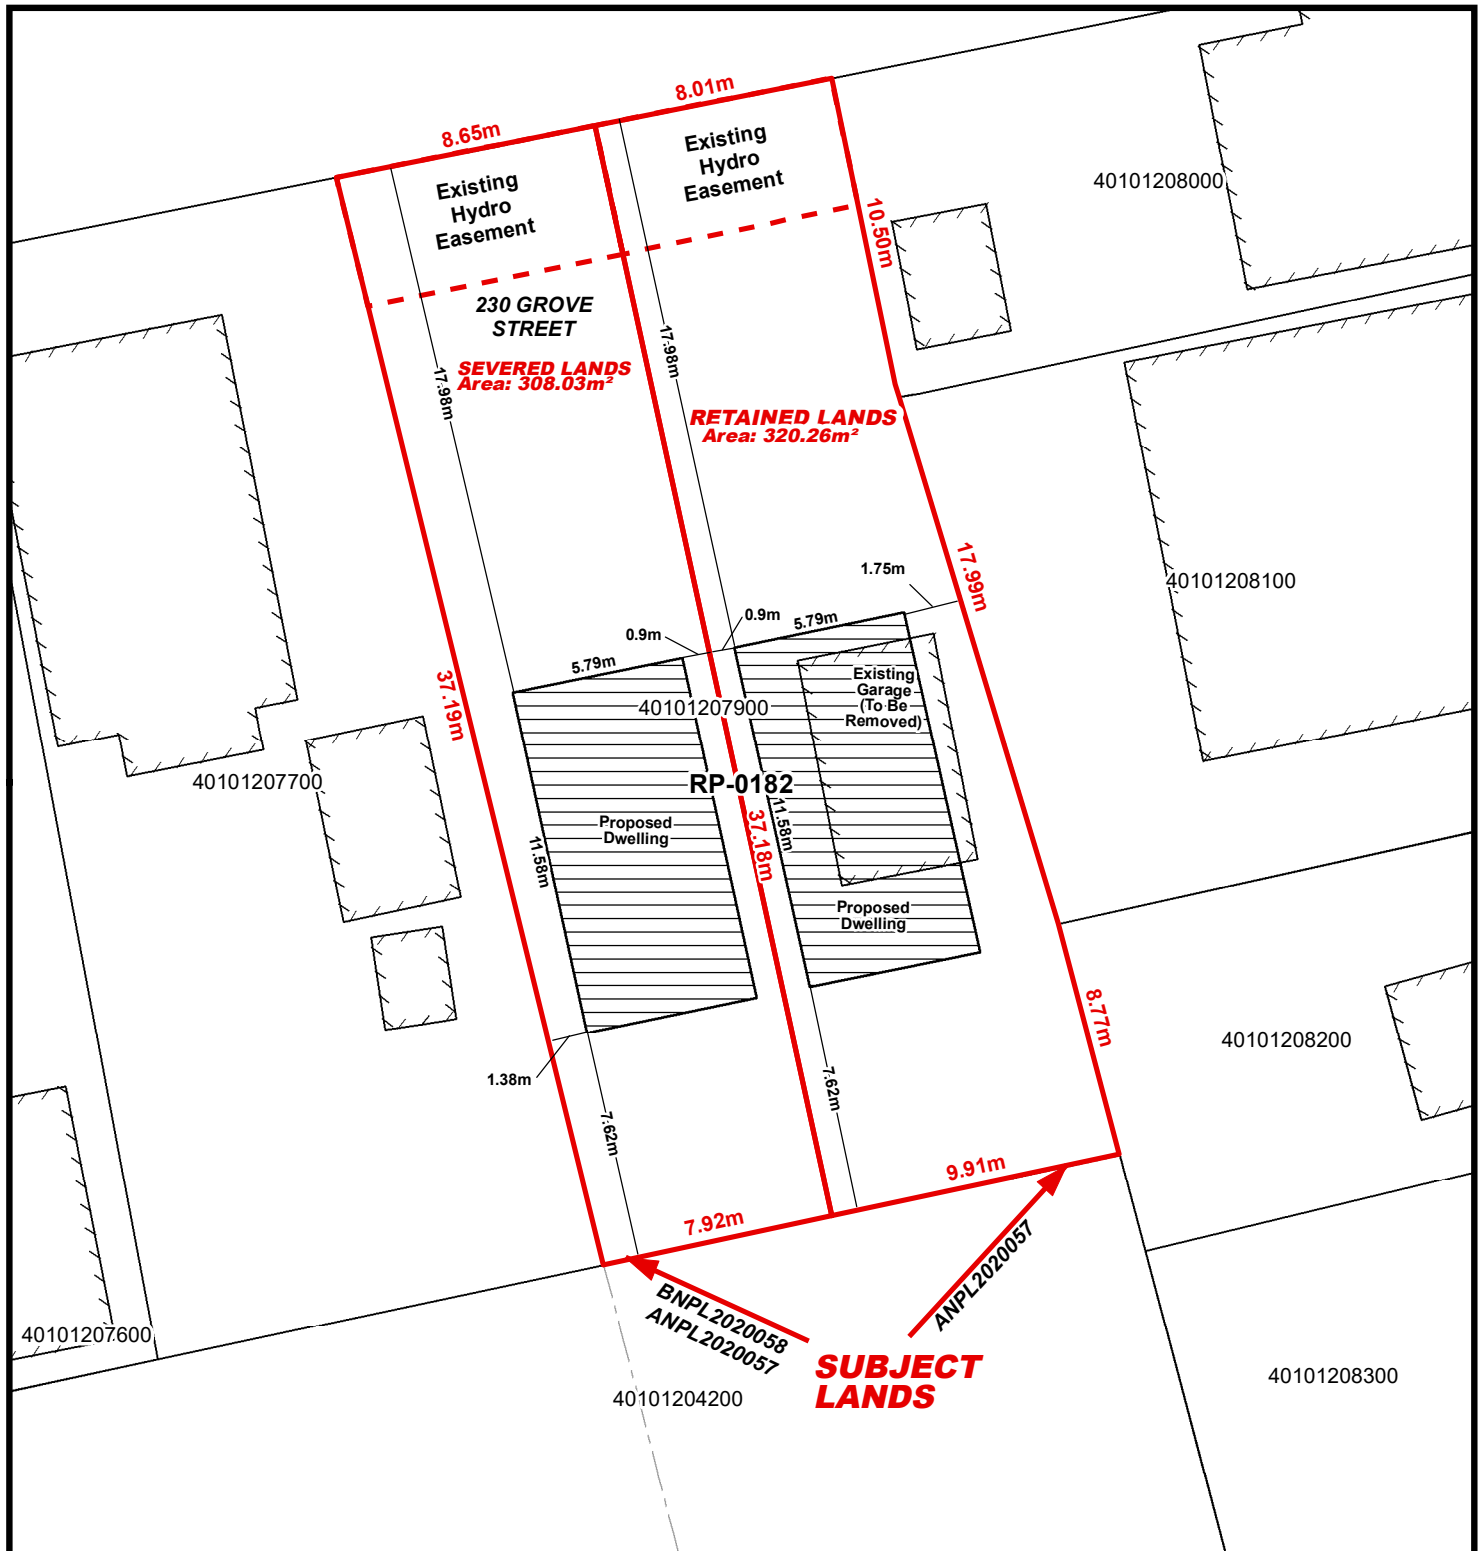 8.01m
8.65m
Existing
Hydro
Easement
Existing
Hydro
Easement
40101208000
10.50m
230 GROVE
STREET
17.98m
17.98m
SEVERED LANDS
Area: 308.03m²
RETAINED LANDS
Area: 320.26m²
1.75m
17.99m
40101208100
0.9m
0.9m
5.79m
5.79m
Existing
Garage
(To Be
Removed)
37.19m
40101207900
40101207700
RP-0182
Proposed
Dwelling
11.58m
37.18m
11.58m
Proposed
Dwelling
8.77m
40101208200
1.38m
7.62m
7.62m
9.91m
7.92m
BNPL2020058
ANPL2020057
ANPL2020057
40101207600
SUBJECT
LANDS
40101204200
40101208300